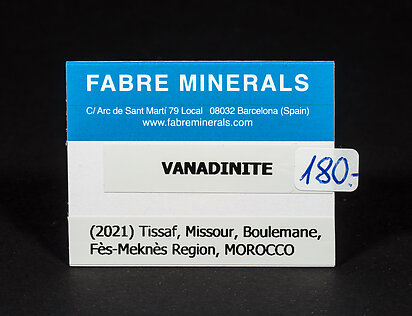 FABRE MINERALS
C/ Arc de Sant Martí 79 Local 08032 Barcelona (Spain)
www.fabreminerals.com
VANADINITE
180.-
(2021) Tissaf, Missour, Boulemane,
Fès-Meknès Region, MOROCCO